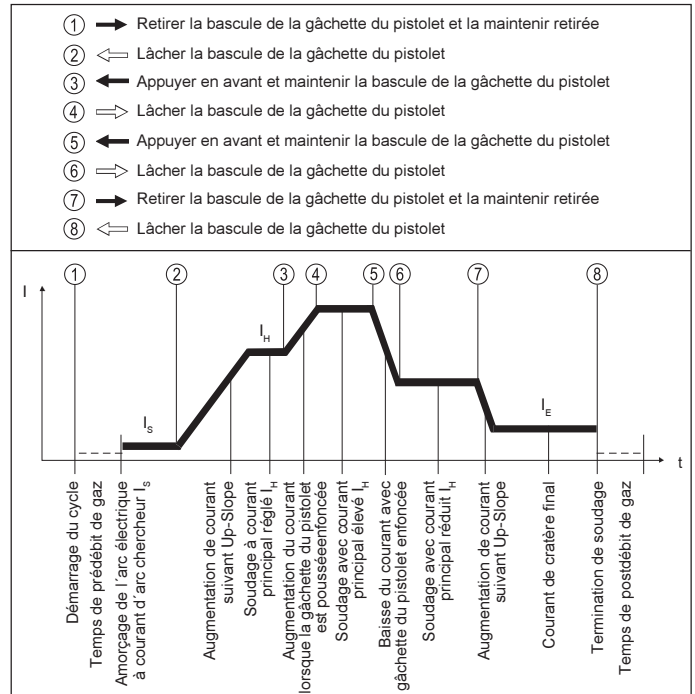 1 Retirer la bascule de la gâchette du pistolet et la maintenir retirée
2 Lâcher la bascule de la gâchette du pistolet
3 Appuyer en avant et maintenir la bascule de la gâchette du pistolet
4 Lâcher la bascule de la gâchette du pistolet
5 Appuyer en avant et maintenir la bascule de la gâchette du pistolet
6 Lâcher la bascule de la gâchette du pistolet
7 Retirer la bascule de la gâchette du pistolet et la maintenir retirée
8 Lâcher la bascule de la gâchette du pistolet
1 2 3 4 5 6 7 8
I
IS
IH
IE
t
Démarrage du cycle
Temps de prédébit de gaz
Amorçage de l'arc électrique
à courant d'arc chercheur IS
Augmentation de courant
suivant Up-Slope
Soudage à courant
principal réglé IH
Augmentation du courant
lorsque la gâchette du pistolet
est pousséeenfoncée
Soudage avec courant
principal élevé IH
Baisse du courant avec
gâchette du pistolet enfoncée
Soudage avec courant
principal réduit IH
Augmentation de courant
suivant Up-Slope
Courant de cratère final
Termination de soudage
Temps de postdébit de gaz